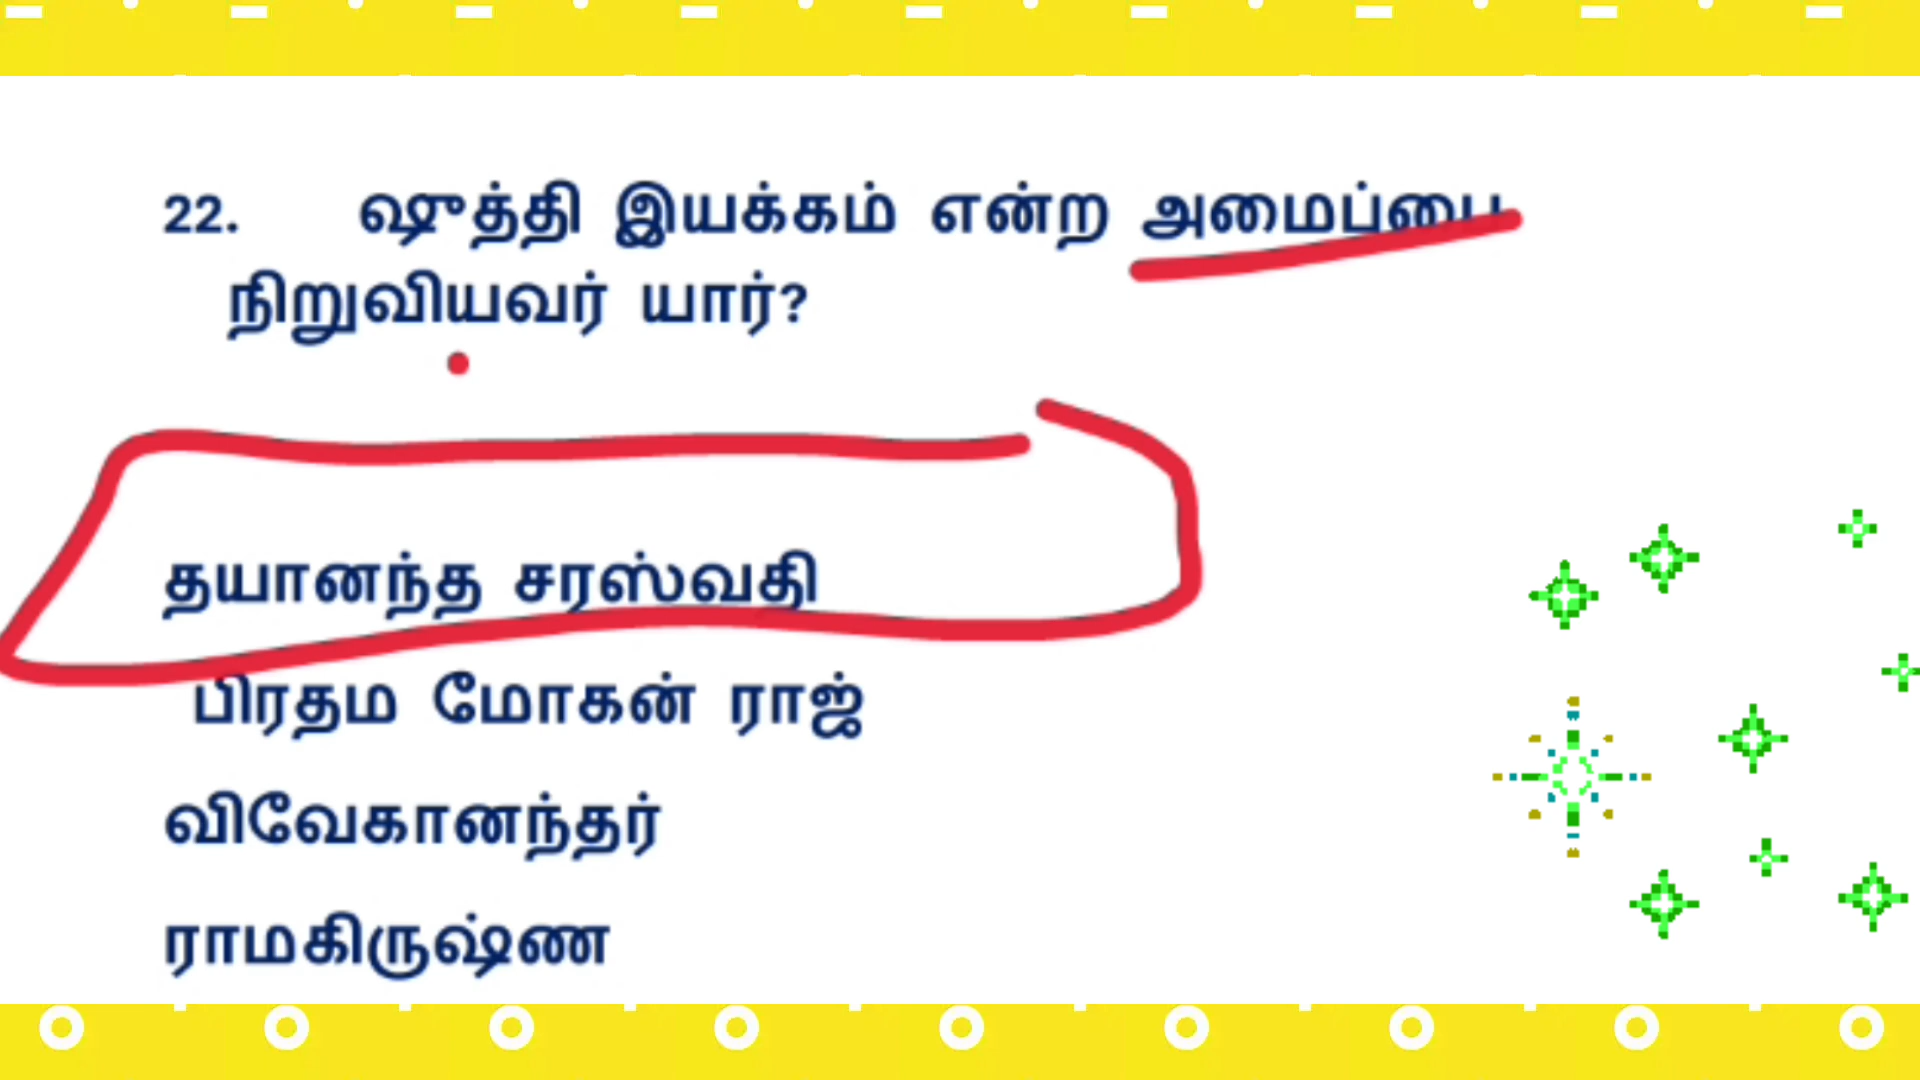 22. ஷுத்தி இயக்கம் என்ற அமைப்பை
நிறுவியவர் யார்?
தயானந்த சரஸ்வதி
பிரதம மோகன் ராஜ்
விவேகானந்தர்
ராமகிருஷ்ண